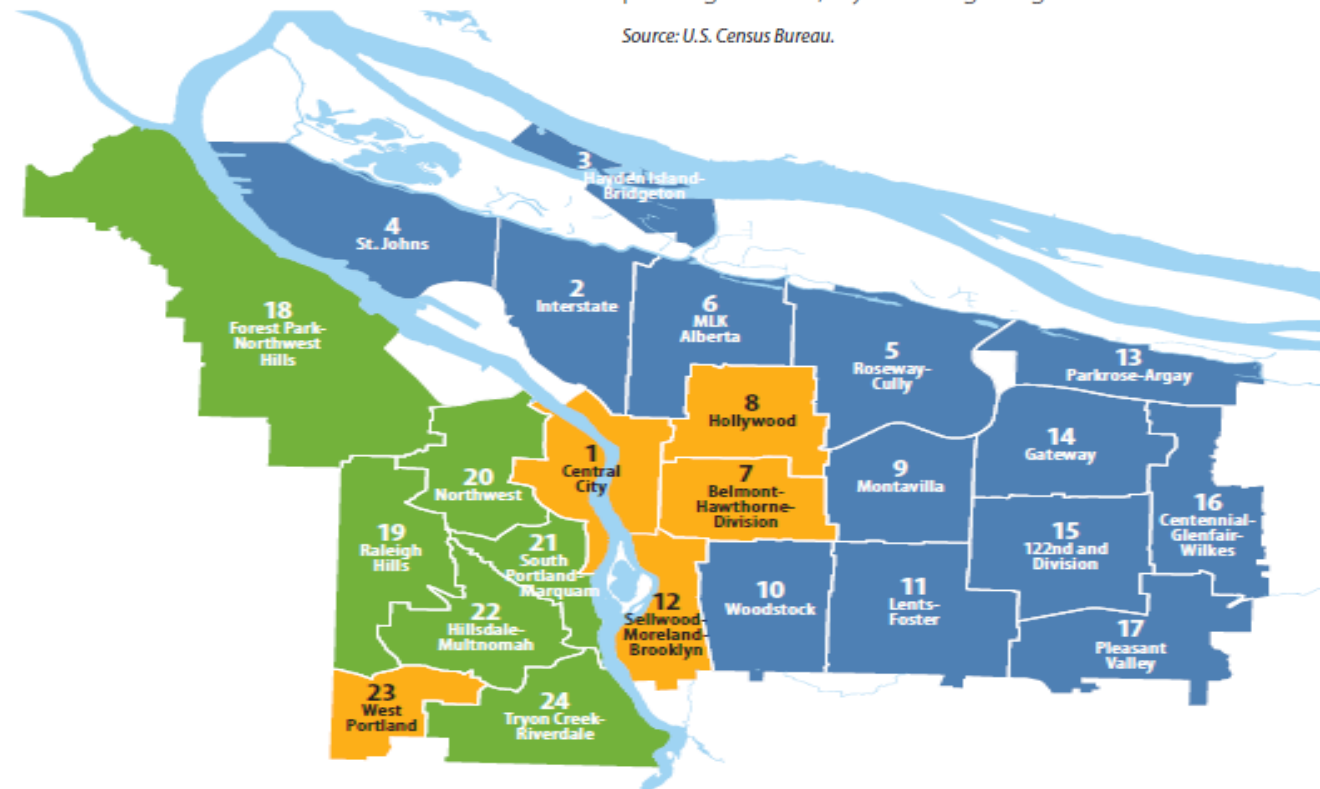 Source: U.S. Census Bureau.
3
Hayden Island-
Bridgeton
4
St. Johns
2
Interstate
6
MLK
Alberta
18
Forest Park-
Northwest
Hills
5
Roseway-
Cully
13
Parkrose-Argay
8
Hollywood
14
Gateway
1
Central
City
20
Northwest
7
Belmont-
Hawthorne-
Division
9
Montavilla
16
Centennial-
Glenfair-
Wilkes
19
Raleigh
Hills
21
South
Portland-
Marquam
15
122nd and
Division
10
Woodstock
11
Lents-
Foster
12
Sellwood-
Moreland-
Brooklyn
22
Hillsdale-
Multnomah
17
Pleasant
Valley
23
West
Portland
24
Tryon Creek-
Riverdale